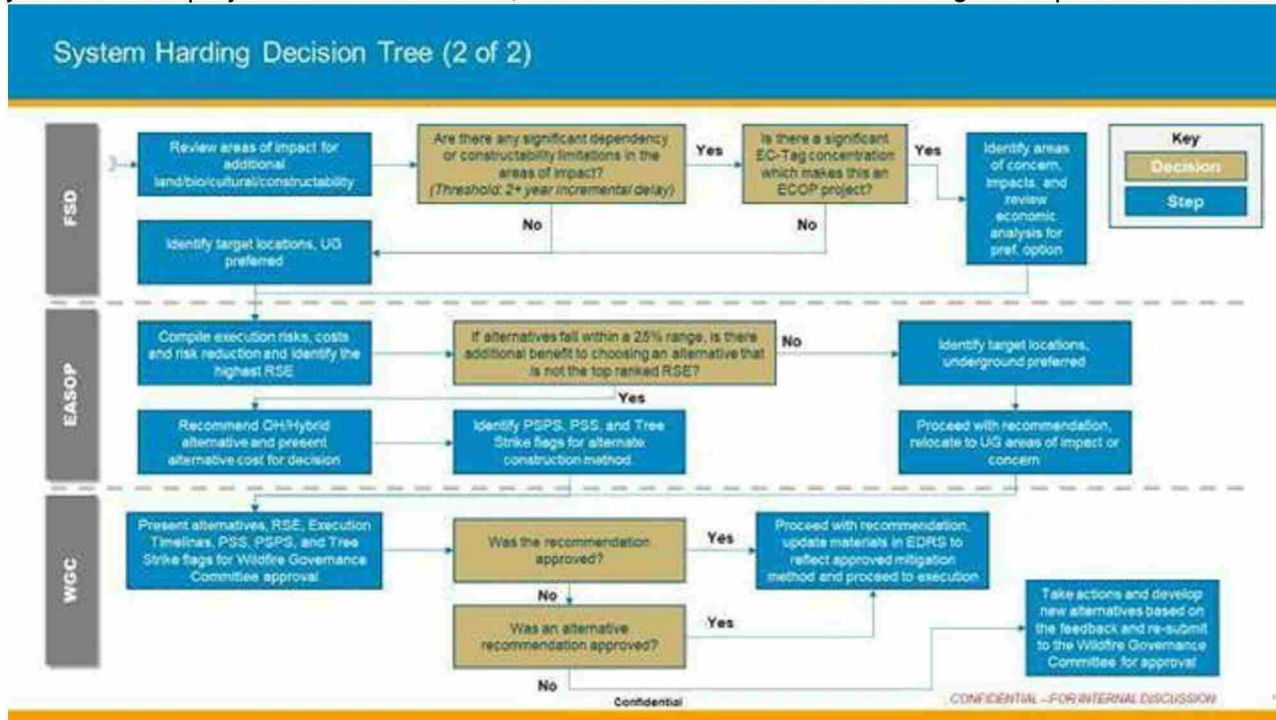 System Harding Decision Tree (2 of 2)
FSD
Review areas of impact for
additional
land/bio/cultural/constructability
Are there any significant dependency
or constructability limitations in the
areas of impact?
(Threshold: 2+ year incremental delay)
Yes
No
Is there a significant
EC-Tag concentration
which makes this an
ECOP project?
Yes
No
Identify areas
of concern,
impacts, and
review
economic
analysis for
pref. option
Key
Decision
Step
Identify target locations, UG
preferred
EASOP
Compile execution risks, costs
and risk reduction and identify the
highest RSE
If alternatives fall within a 25% range, is there
additional benefit to choosing an alternative that
is not the top ranked RSE?
No
Yes
Identify target locations,
underground preferred
Recommend OH/Hybrid
alternative and present
alternative cost for decision
Identify PSPS, PSS, and Tree
Strike flags for alternate
construction method.
Proceed with recommendation,
relocate to UG areas of impact or
concern
WGC
Present alternatives, RSE, Execution
Timelines, PSS, PSPS, and Tree
Strike flags for Wildfire Governance
Committee approval
Was the recommendation
approved?
Yes
No
Proceed with recommendation,
update materials in EDRS to
reflect approved mitigation
method and proceed to execution
Was an alternative
recommendation approved?
Yes
No
Take actions and develop
new alternatives based on
the feedback and re-submit
to the Wildfire Governance
Committee for approval
Confidential
CONFIDENTIAL – FOR INTERNAL DISCUSSION